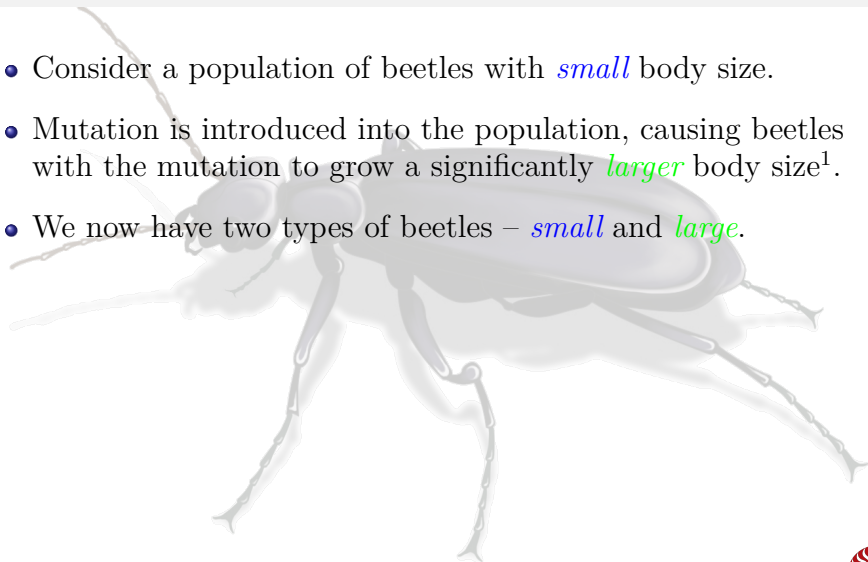 Consider a population of beetles with small body size.
Mutation is introduced into the population, causing beetles
with the mutation to grow a significantly larger body size¹.
We now have two types of beetles – small and large.